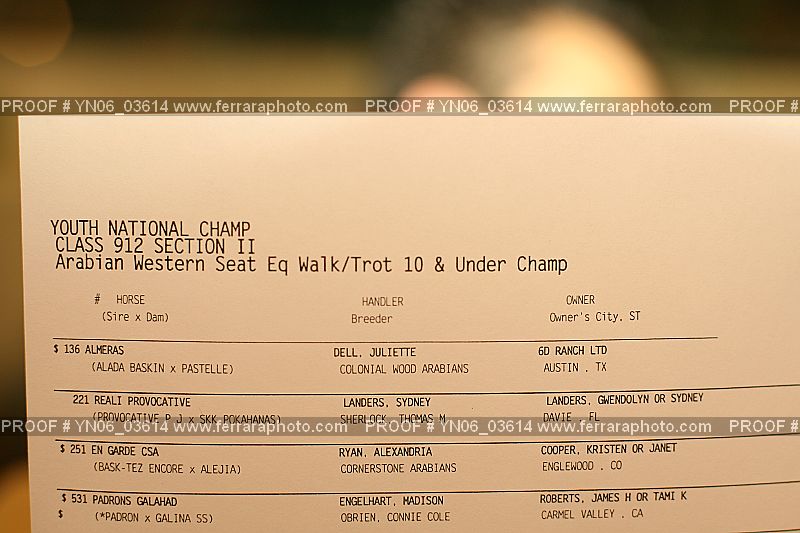 PROOF # YN06_03614 www.ferraraphoto.com PROOF # YN06_03614 www.ferraraphoto.com PROOF #
YOUTH NATIONAL CHAMP
CLASS 912 SECTION II
Arabian Western Seat Eq Walk/Trot 10 & Under Champ
# HORSE HANDLER OWNER
(Sire x Dam) Breeder Owner's City, ST
$ 136 ALMERAS DELL, JULIETTE 6D RANCH LTD
(ALADA BASKIN x PASTELLE) COLONIAL WOOD ARABIANS AUSTIN , TX
221 REALI PROVOCATIVE LANDERS, SYDNEY LANDERS, GWENDOLYN OR SYDNEY
(PROVOCATIVE P J x SKK POKAHANAS) SHERLOCK, THOMAS M DAVIE , FL
PROOF # YN06_03614 www.ferraraphoto.com PROOF # YN06_03614 www.ferraraphoto.com PROOF #
$ 251 EN GARDE CSA RYAN, ALEXANDRIA COOPER, KRISTEN OR JANET
(BASK-TEZ ENCORE x ALEJIA) CORNERSTONE ARABIANS ENGLEWOOD , CO
$ 531 PADRONS GALAHAD ENGELHART, MADISON ROBERTS, JAMES H OR TAMI K
$ (*PADRON x GALINA SS) OBRIEN, CONNIE COLE CARMEL VALLEY , CA